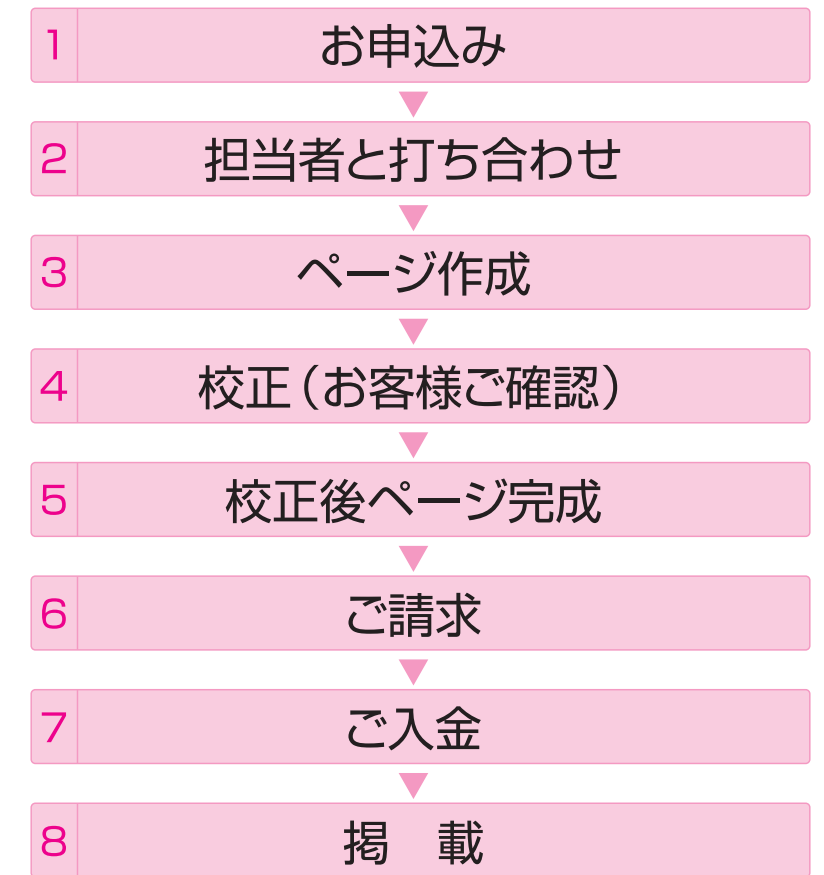 1 お申込み
2 担当者と打ち合わせ
3 ページ作成
4 校正（お客様ご確認）
5 校正後ページ完成
6 ご請求
7 ご入金
8 掲　載